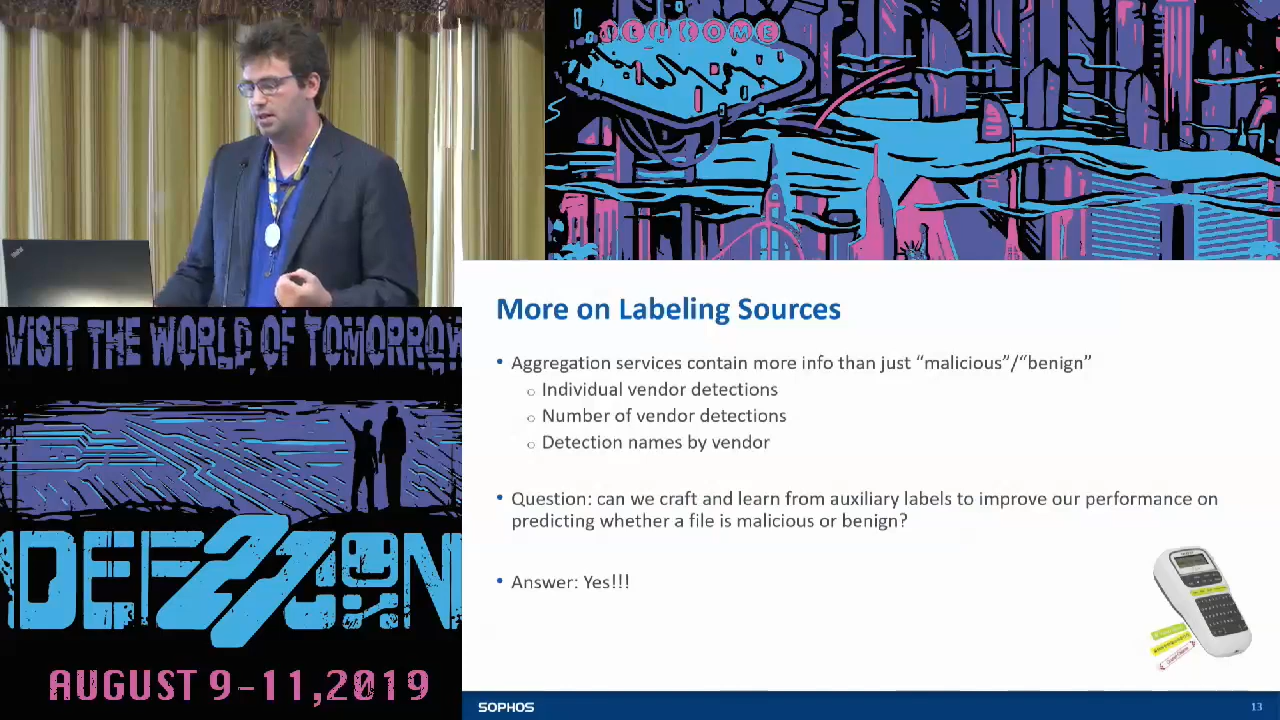 WELCOME
VISIT THE WORLD OF TOMORROW
DEF CON
27
AUGUST 9-11,2019
More on Labeling Sources
• Aggregation services contain more info than just “malicious”/“benign”
○ Individual vendor detections
○ Number of vendor detections
○ Detection names by vendor
• Question: can we craft and learn from auxiliary labels to improve our performance on
predicting whether a file is malicious or benign?
• Answer: Yes!!!
SOPHOS
13